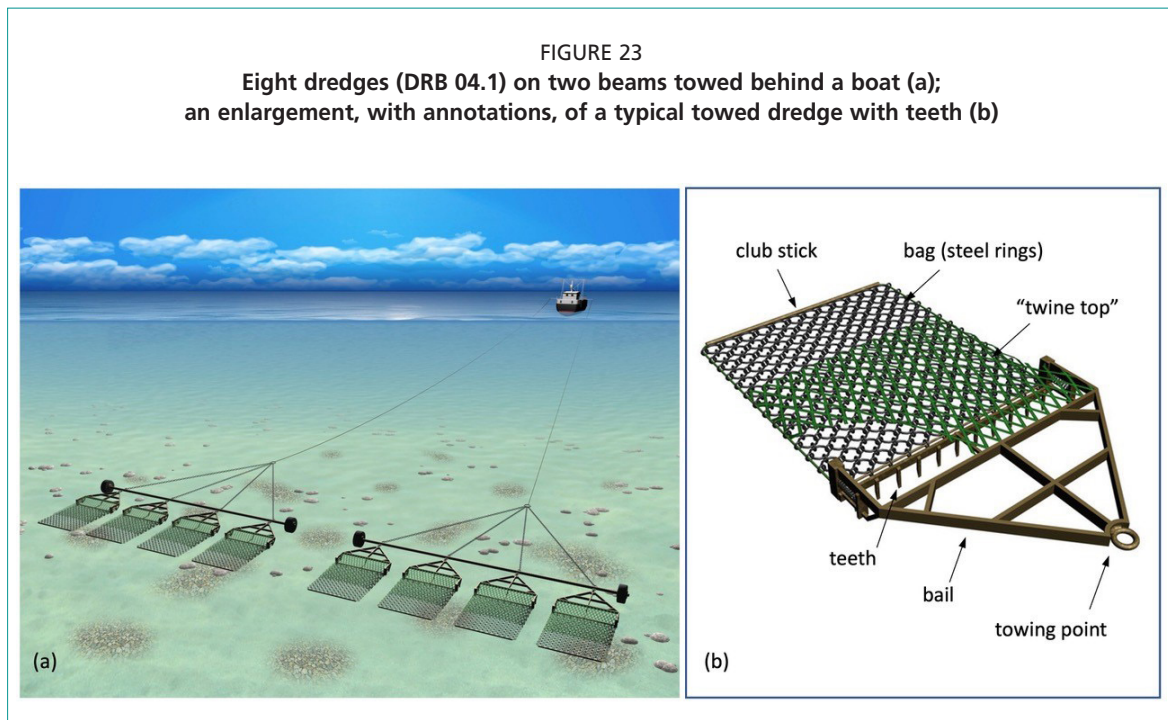 FIGURE 23
Eight dredges (DRB 04.1) on two beams towed behind a boat (a);
an enlargement, with annotations, of a typical towed dredge with teeth (b)
club stick
bag (steel rings)
“twine top”
teeth
bail
towing point
(a)
(b)